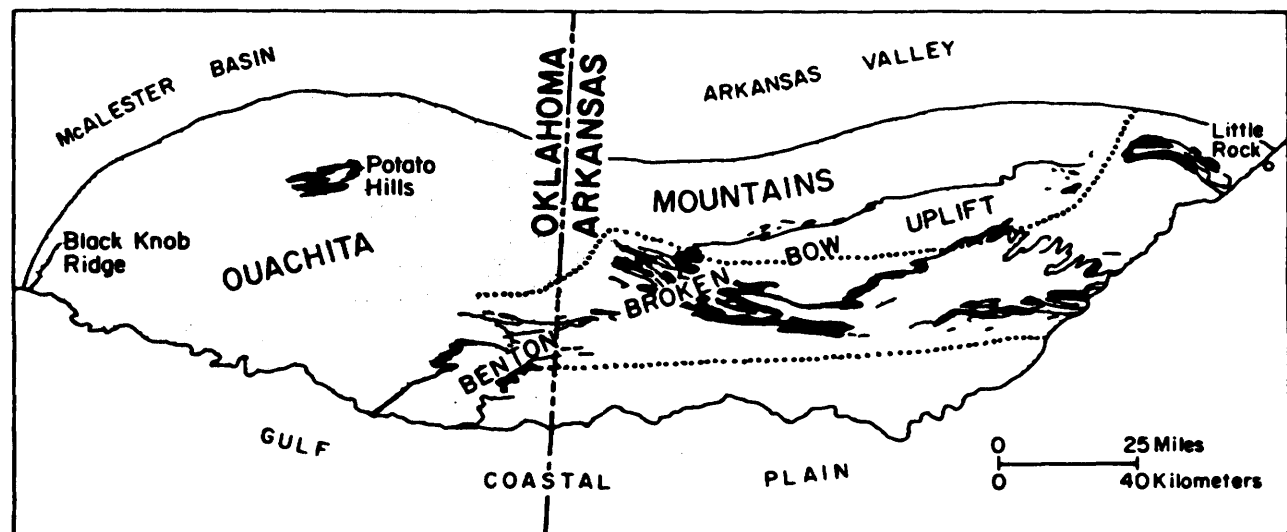 McALESTER BASIN
OKLAHOMA
ARKANSAS
ARKANSAS VALLEY
Little
Rock
Potato
Hills
MOUNTAINS
UPLIFT
Black Knob
Ridge
OUACHITA
BOW
BROKEN
BENTON
GULF
COASTAL
PLAIN
0 25 Miles
0 40 Kilometers